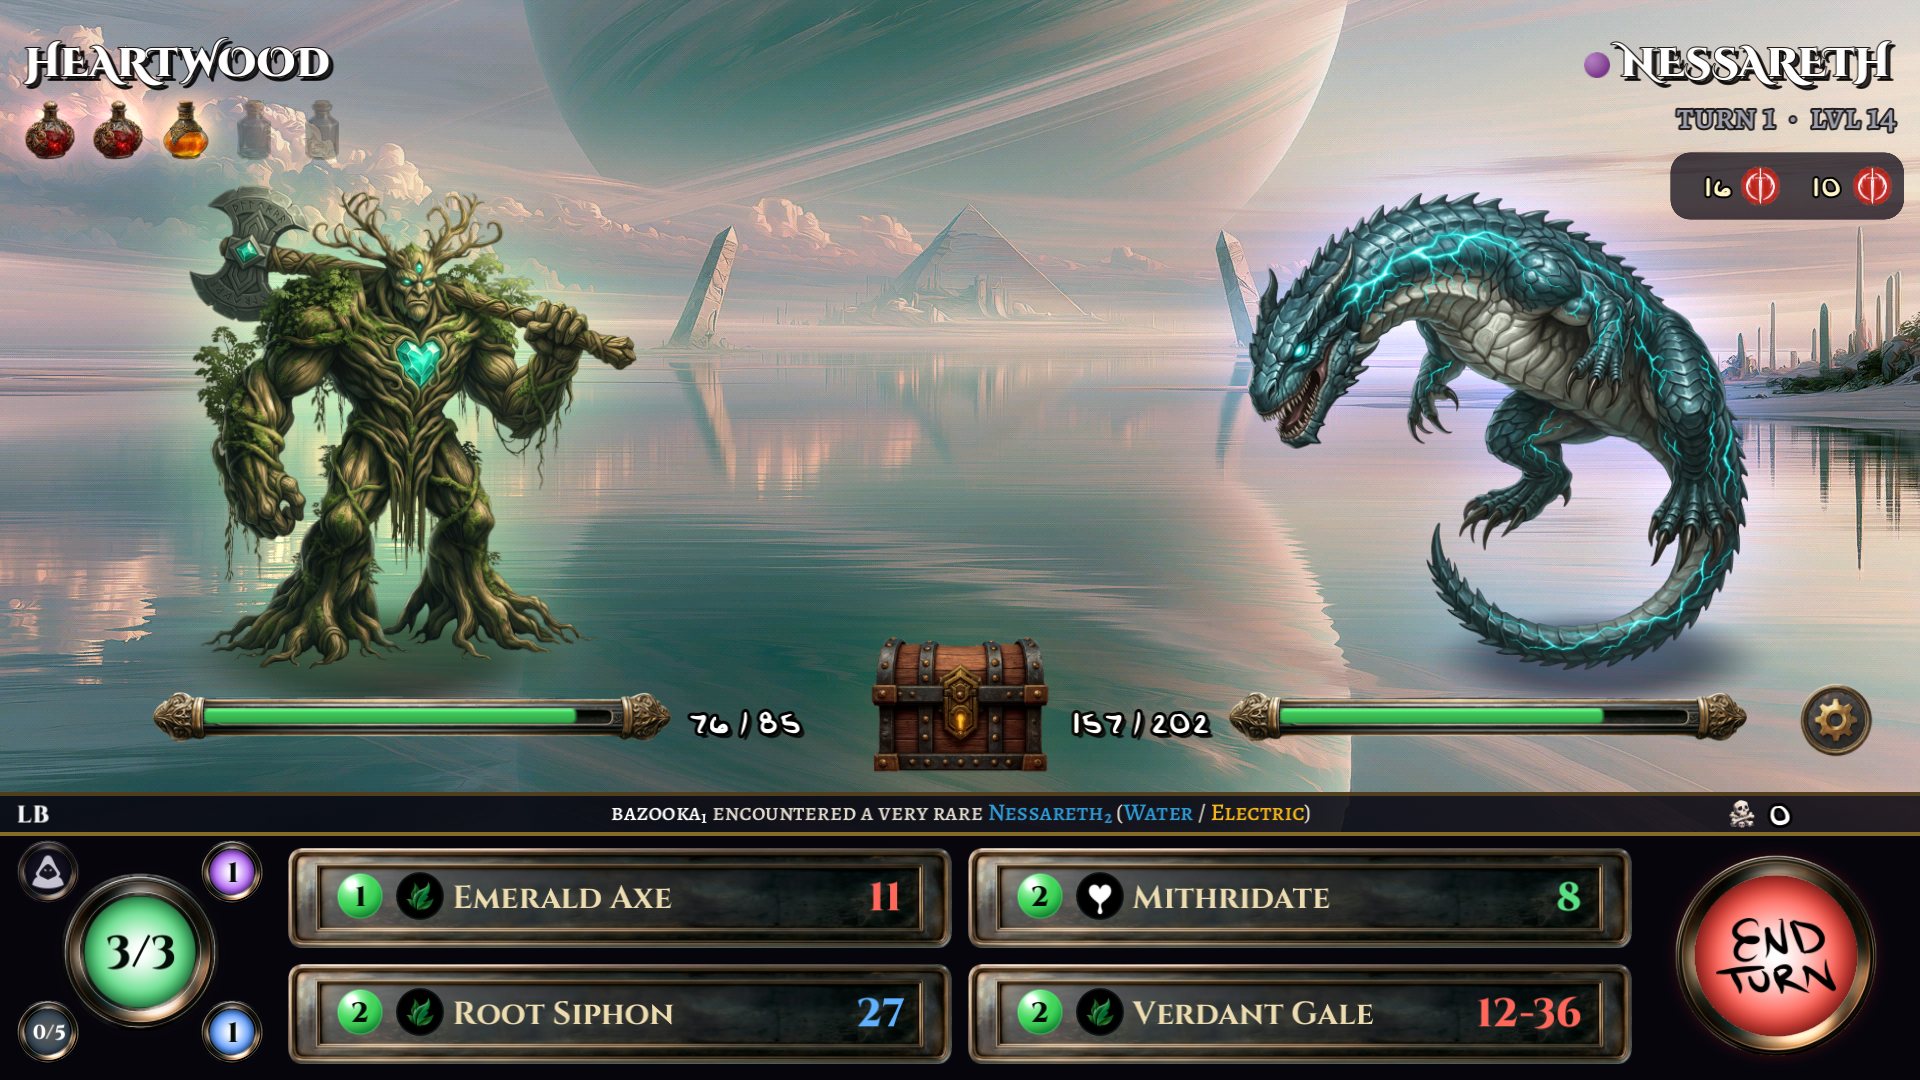 HEARTWOOD
NESSARETH
TURN 1 • LVL 14
16 10
76 / 85
157 / 202
LB
BAZOOKA1 ENCOUNTERED A VERY RARE NESSARETH2 (WATER / ELECTRIC)
0
1
3/3
0/5
1
1 EMERALD AXE 11
2 MITHRIDATE 8
2 ROOT SIPHON 27
2 VERDANT GALE 12-36
END
TURN